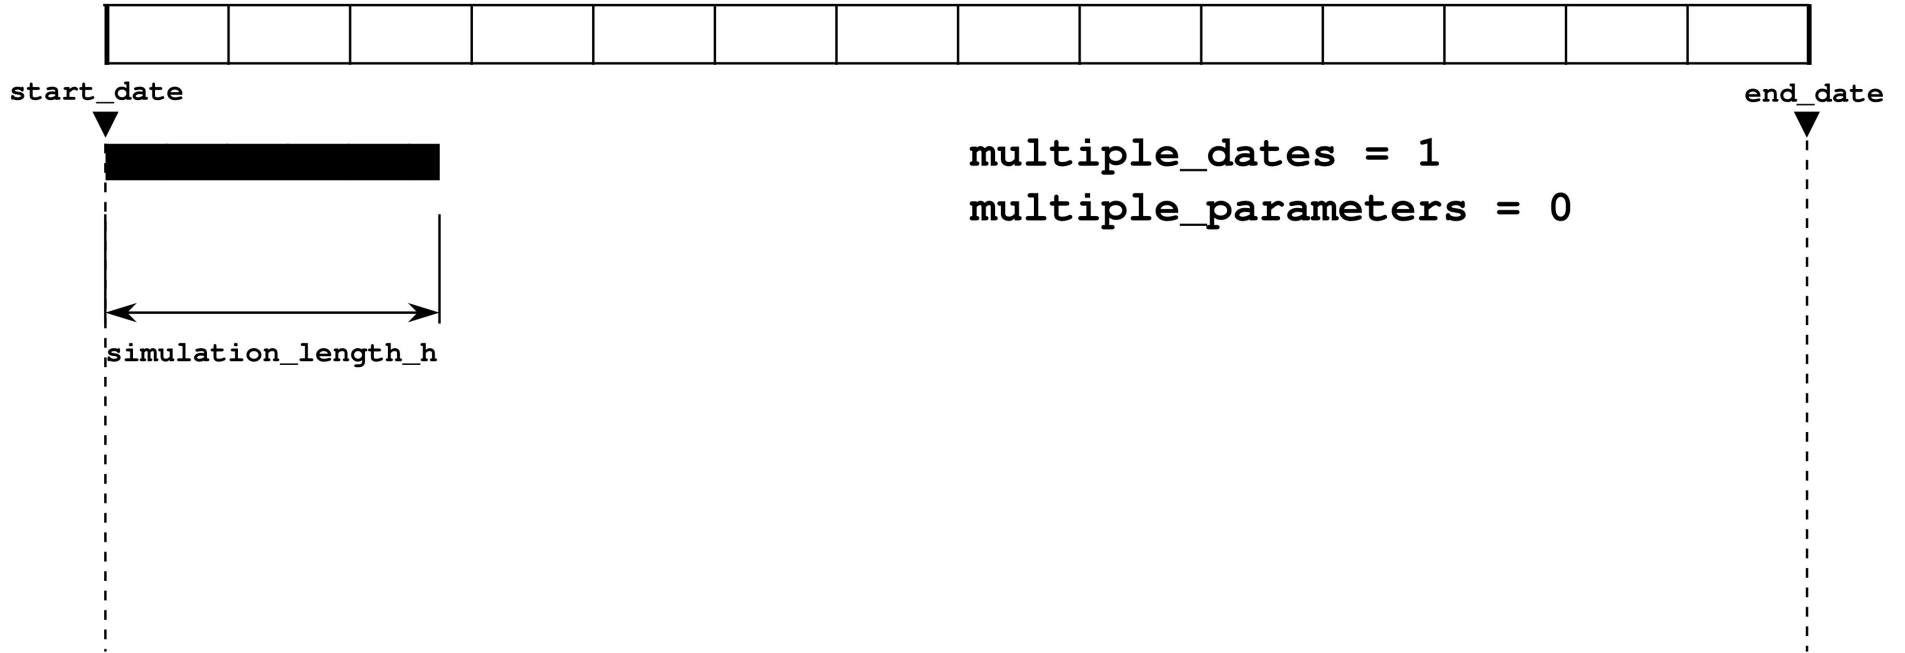 start_date
end_date
multiple_dates = 1
multiple_parameters = 0
simulation_length_h